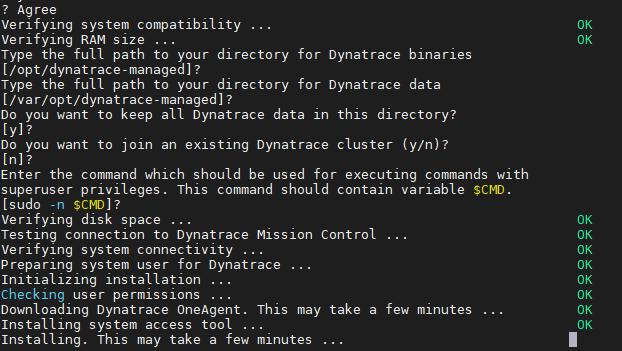 ? Agree
Verifying system compatibility ... OK
Verifying RAM size ... OK
Type the full path to your directory for Dynatrace binaries
[/opt/dynatrace-managed]?
Type the full path to your directory for Dynatrace data
[/var/opt/dynatrace-managed]?
Do you want to keep all Dynatrace data in this directory?
[y]?
Do you want to join an existing Dynatrace cluster (y/n)?
[n]?
Enter the command which should be used for executing commands with
superuser privileges. This command should contain variable $CMD.
[sudo -n $CMD]?
Verifying disk space ... OK
Testing connection to Dynatrace Mission Control ... OK
Verifying system connectivity ... OK
Preparing system user for Dynatrace ... OK
Initializing installation ... OK
Checking user permissions ... OK
Downloading Dynatrace OneAgent. This may take a few minutes ... OK
Installing system access tool ... OK
Installing. This may take a few minutes ...